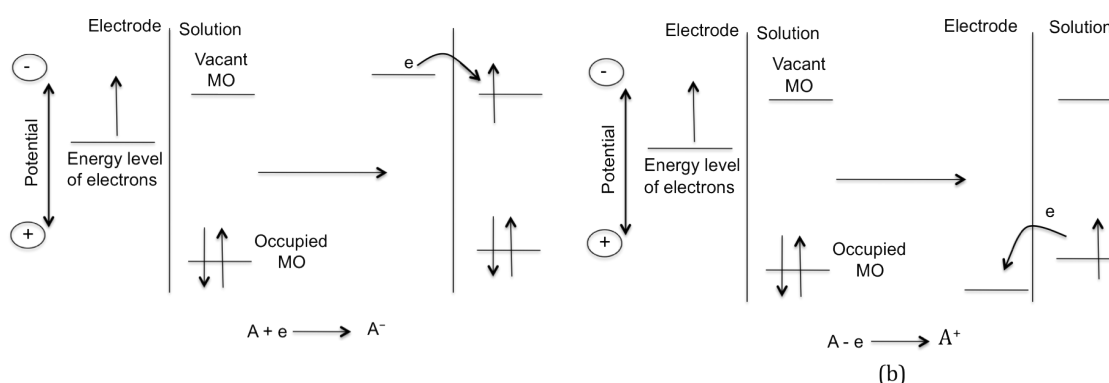 Electrode Solution
Vacant
MO
-
Potential
+
Energy level
of electrons
Occupied
MO
e
A + e A⁻
Electrode Solution
Vacant
MO
-
Potential
+
Energy level
of electrons
Occupied
MO
Electrode Solution
e
A - e A⁺
(b)